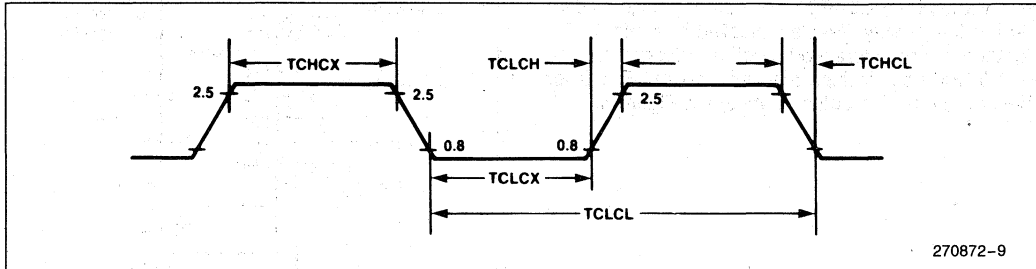 TCHCX
TCLCH
TCHCL
2.5
2.5
2.5
0.8
0.8
TCLCX
TCLCL
270872-9